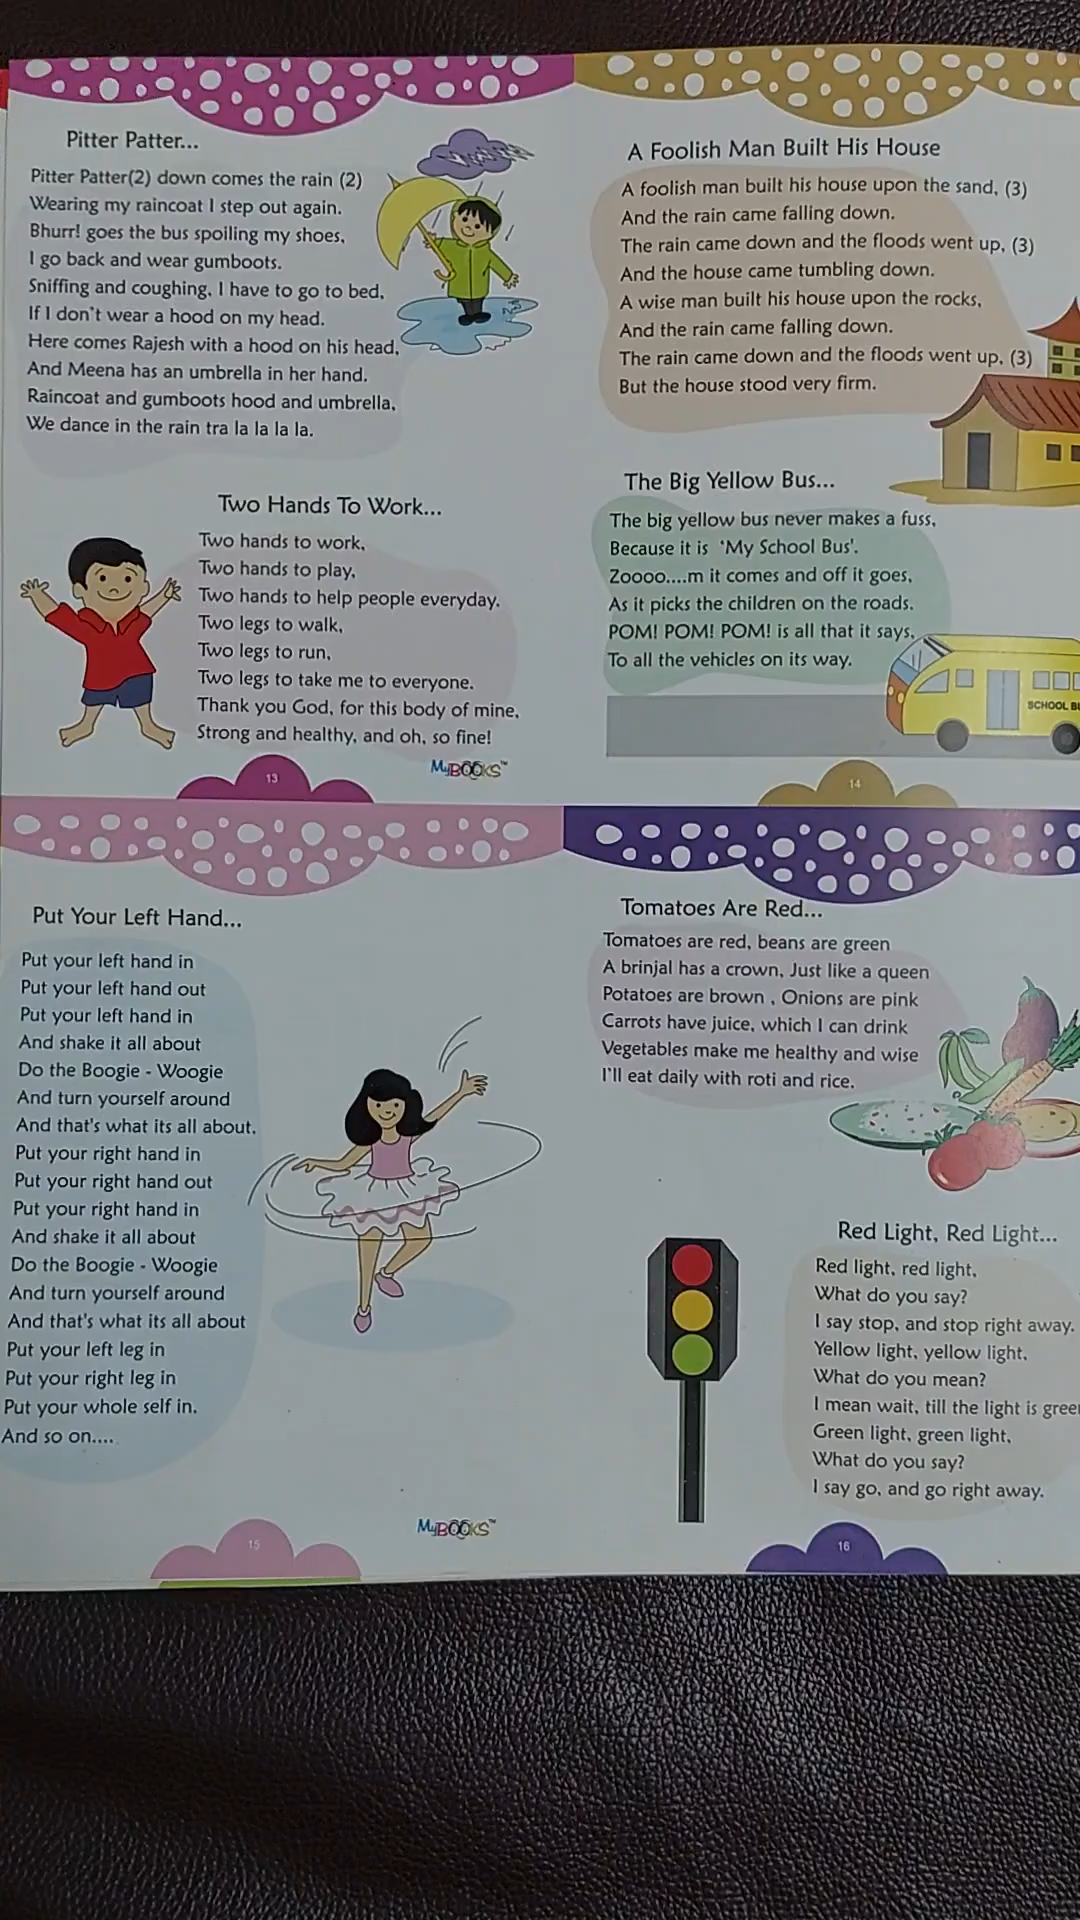 Pitter Patter...
Pitter Patter(2) down comes the rain (2)
Wearing my raincoat I step out again.
Bhurr! goes the bus spoiling my shoes,
I go back and wear gumboots.
Sniffing and coughing, I have to go to bed,
If I don't wear a hood on my head.
Here comes Rajesh with a hood on his head,
And Meena has an umbrella in her hand.
Raincoat and gumboots hood and umbrella,
We dance in the rain tra la la la la.
Two Hands To Work...
Two hands to work,
Two hands to play,
Two hands to help people everyday.
Two legs to walk,
Two legs to run,
Two legs to take me to everyone.
Thank you God, for this body of mine,
Strong and healthy, and oh, so fine!
MyBOOKS™
13
A Foolish Man Built His House
A foolish man built his house upon the sand, (3)
And the rain came falling down.
The rain came down and the floods went up, (3)
And the house came tumbling down.
A wise man built his house upon the rocks,
And the rain came falling down.
The rain came down and the floods went up, (3)
But the house stood very firm.
The Big Yellow Bus...
The big yellow bus never makes a fuss,
Because it is 'My School Bus'.
Zoooo....m it comes and off it goes,
As it picks the children on the roads.
POM! POM! POM! is all that it says,
To all the vehicles on its way.
SCHOOL
14
Put Your Left Hand...
Put your left hand in
Put your left hand out
Put your left hand in
And shake it all about
Do the Boogie - Woogie
And turn yourself around
And that's what its all about.
Put your right hand in
Put your right hand out
Put your right hand in
And shake it all about
Do the Boogie - Woogie
And turn yourself around
And that's what its all about
Put your left leg in
Put your right leg in
Put your whole self in.
And so on....
MyBOOKS™
15
Tomatoes Are Red...
Tomatoes are red, beans are green
A brinjal has a crown, Just like a queen
Potatoes are brown , Onions are pink
Carrots have juice, which I can drink
Vegetables make me healthy and wise
I'll eat daily with roti and rice.
Red Light, Red Light...
Red light, red light,
What do you say?
I say stop, and stop right away.
Yellow light, yellow light,
What do you mean?
I mean wait, till the light is
Green light, green light,
What do you say?
I say go, and go right away.
16